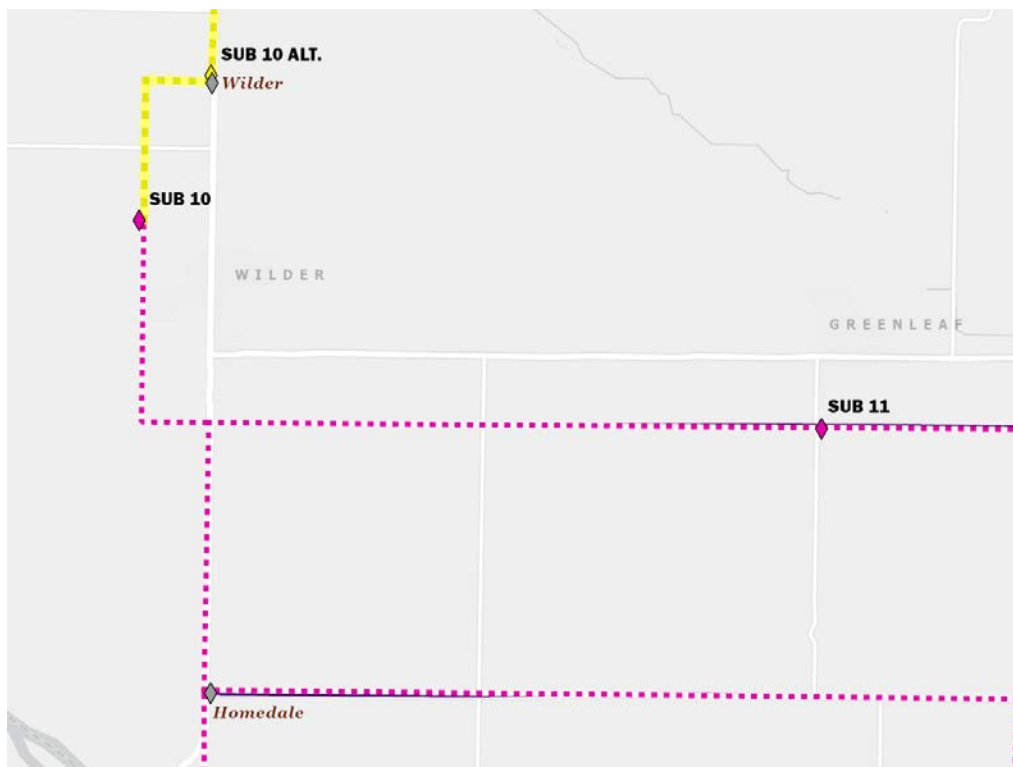 SUB 10 ALT.
Wilder
SUB 10
WILDER
GREENLEAF
SUB 11
Homedale